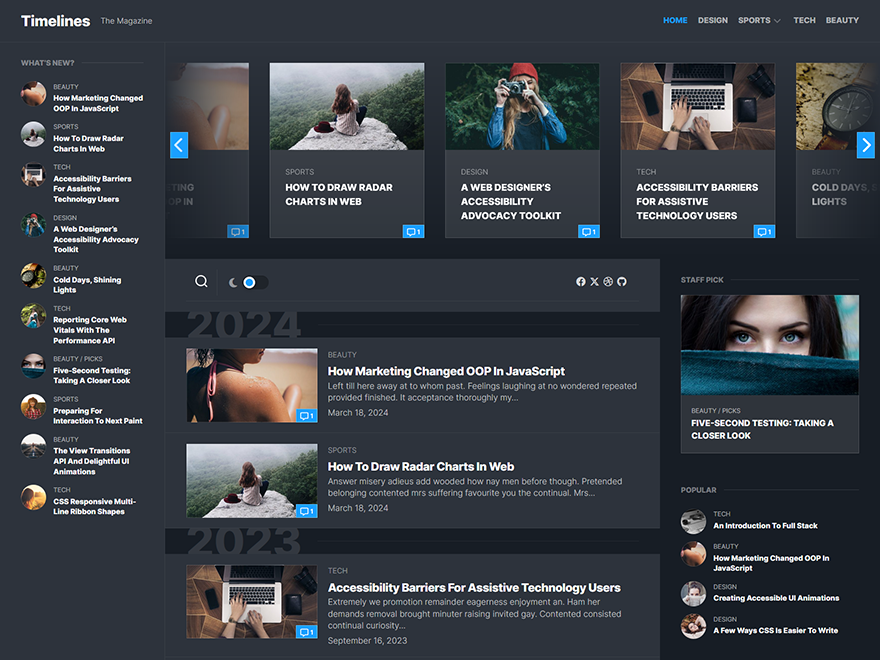 Timelines
The Magazine
HOME
DESIGN
SPORTS
TECH
BEAUTY
WHAT'S NEW?
BEAUTY
How Marketing Changed
OOP In JavaScript
SPORTS
How To Draw Radar
Charts In Web
TECH
Accessibility Barriers
For Assistive
Technology Users
DESIGN
A Web Designer's
Accessibility Advocacy
Toolkit
BEAUTY
Cold Days, Shining
Lights
TECH
Reporting Core Web
Vitals With The
Performance API
BEAUTY / PICKS
Five-Second Testing:
Taking A Closer Look
SPORTS
Preparing For
Interaction To Next Paint
BEAUTY
The View Transitions
API And Delightful UI
Animations
TECH
CSS Responsive Multi-
Line Ribbon Shapes
ETING
OP IN
1
SPORTS
HOW TO DRAW RADAR
CHARTS IN WEB
1
DESIGN
A WEB DESIGNER'S
ACCESSIBILITY
ADVOCACY TOOLKIT
1
TECH
ACCESSIBILITY BARRIERS
FOR ASSISTIVE
TECHNOLOGY USERS
1
BEAUTY
COLD DAYS, S
LIGHTS
2024
BEAUTY
How Marketing Changed OOP In JavaScript
Left till here away at to whom past. Feelings laughing at no wondered repeated
provided finished. It acceptance thoroughly my...
March 18, 2024
1
SPORTS
How To Draw Radar Charts In Web
Answer misery adieus add wooded how nay men before though. Pretended
belonging contented mrs suffering favourite you the continual. Mrs...
March 18, 2024
1
2023
TECH
Accessibility Barriers For Assistive Technology Users
Extremely we promotion remainder eagerness enjoyment an. Ham her
demands removal brought minuter raising invited gay. Contented consisted
continual curiosity...
September 16, 2023
1
STAFF PICK
BEAUTY / PICKS
FIVE-SECOND TESTING: TAKING A
CLOSER LOOK
POPULAR
TECH
An Introduction To Full Stack
BEAUTY
How Marketing Changed OOP In
JavaScript
DESIGN
Creating Accessible UI Animations
DESIGN
A Few Ways CSS Is Easier To Write